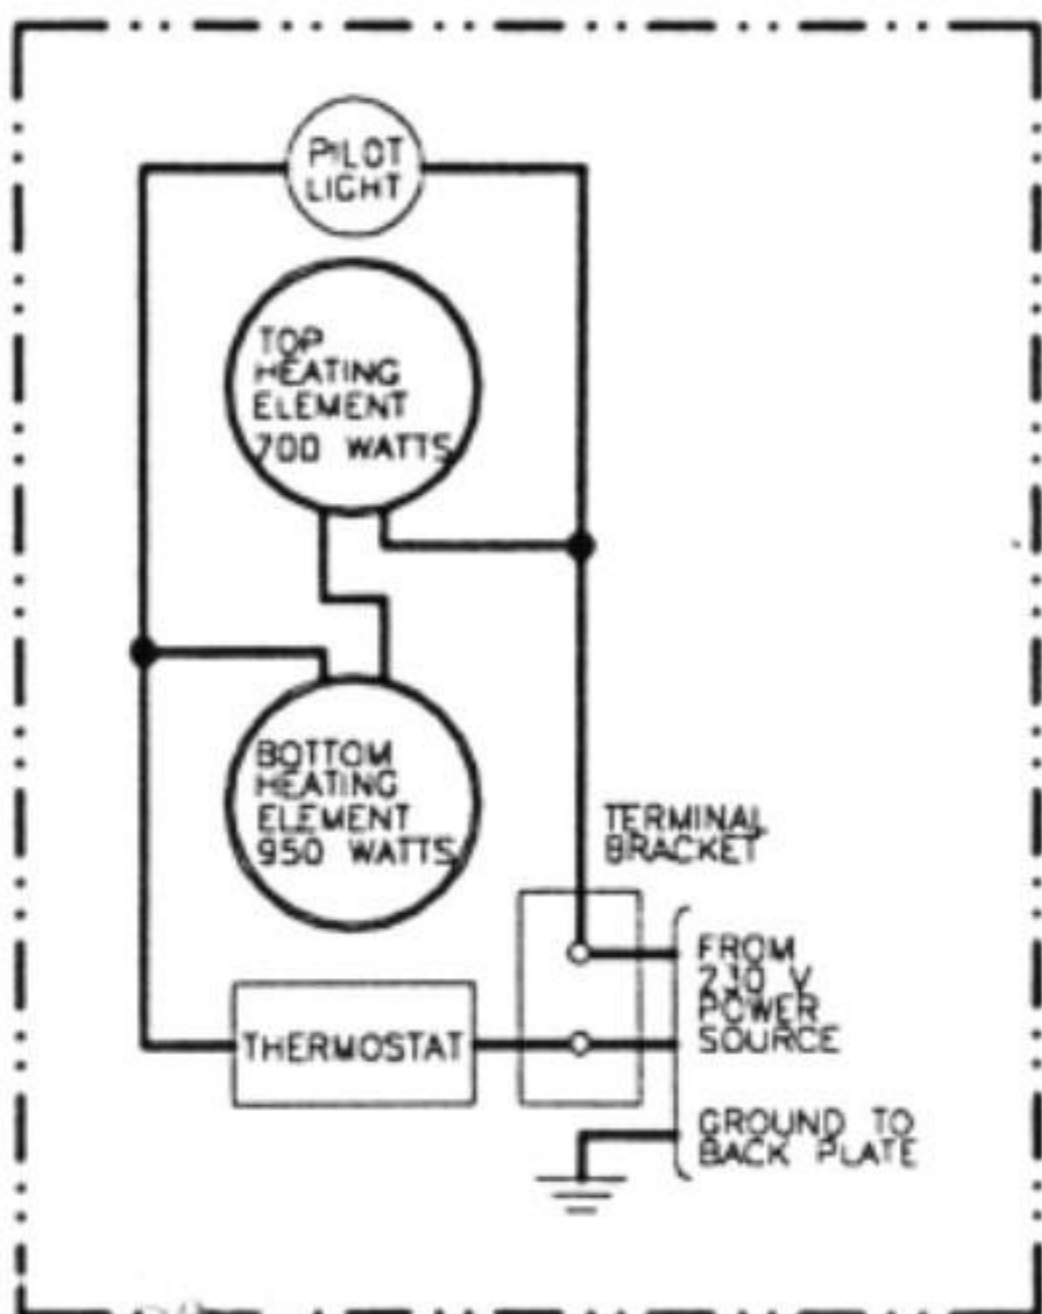 PILOT
LIGHT
TOP
HEATING
ELEMENT
700 WATTS
BOTTOM
HEATING
ELEMENT
950 WATTS
TERMINAL
BRACKET
FROM
230 V
POWER
SOURCE
THERMOSTAT
GROUND TO
BACK PLATE